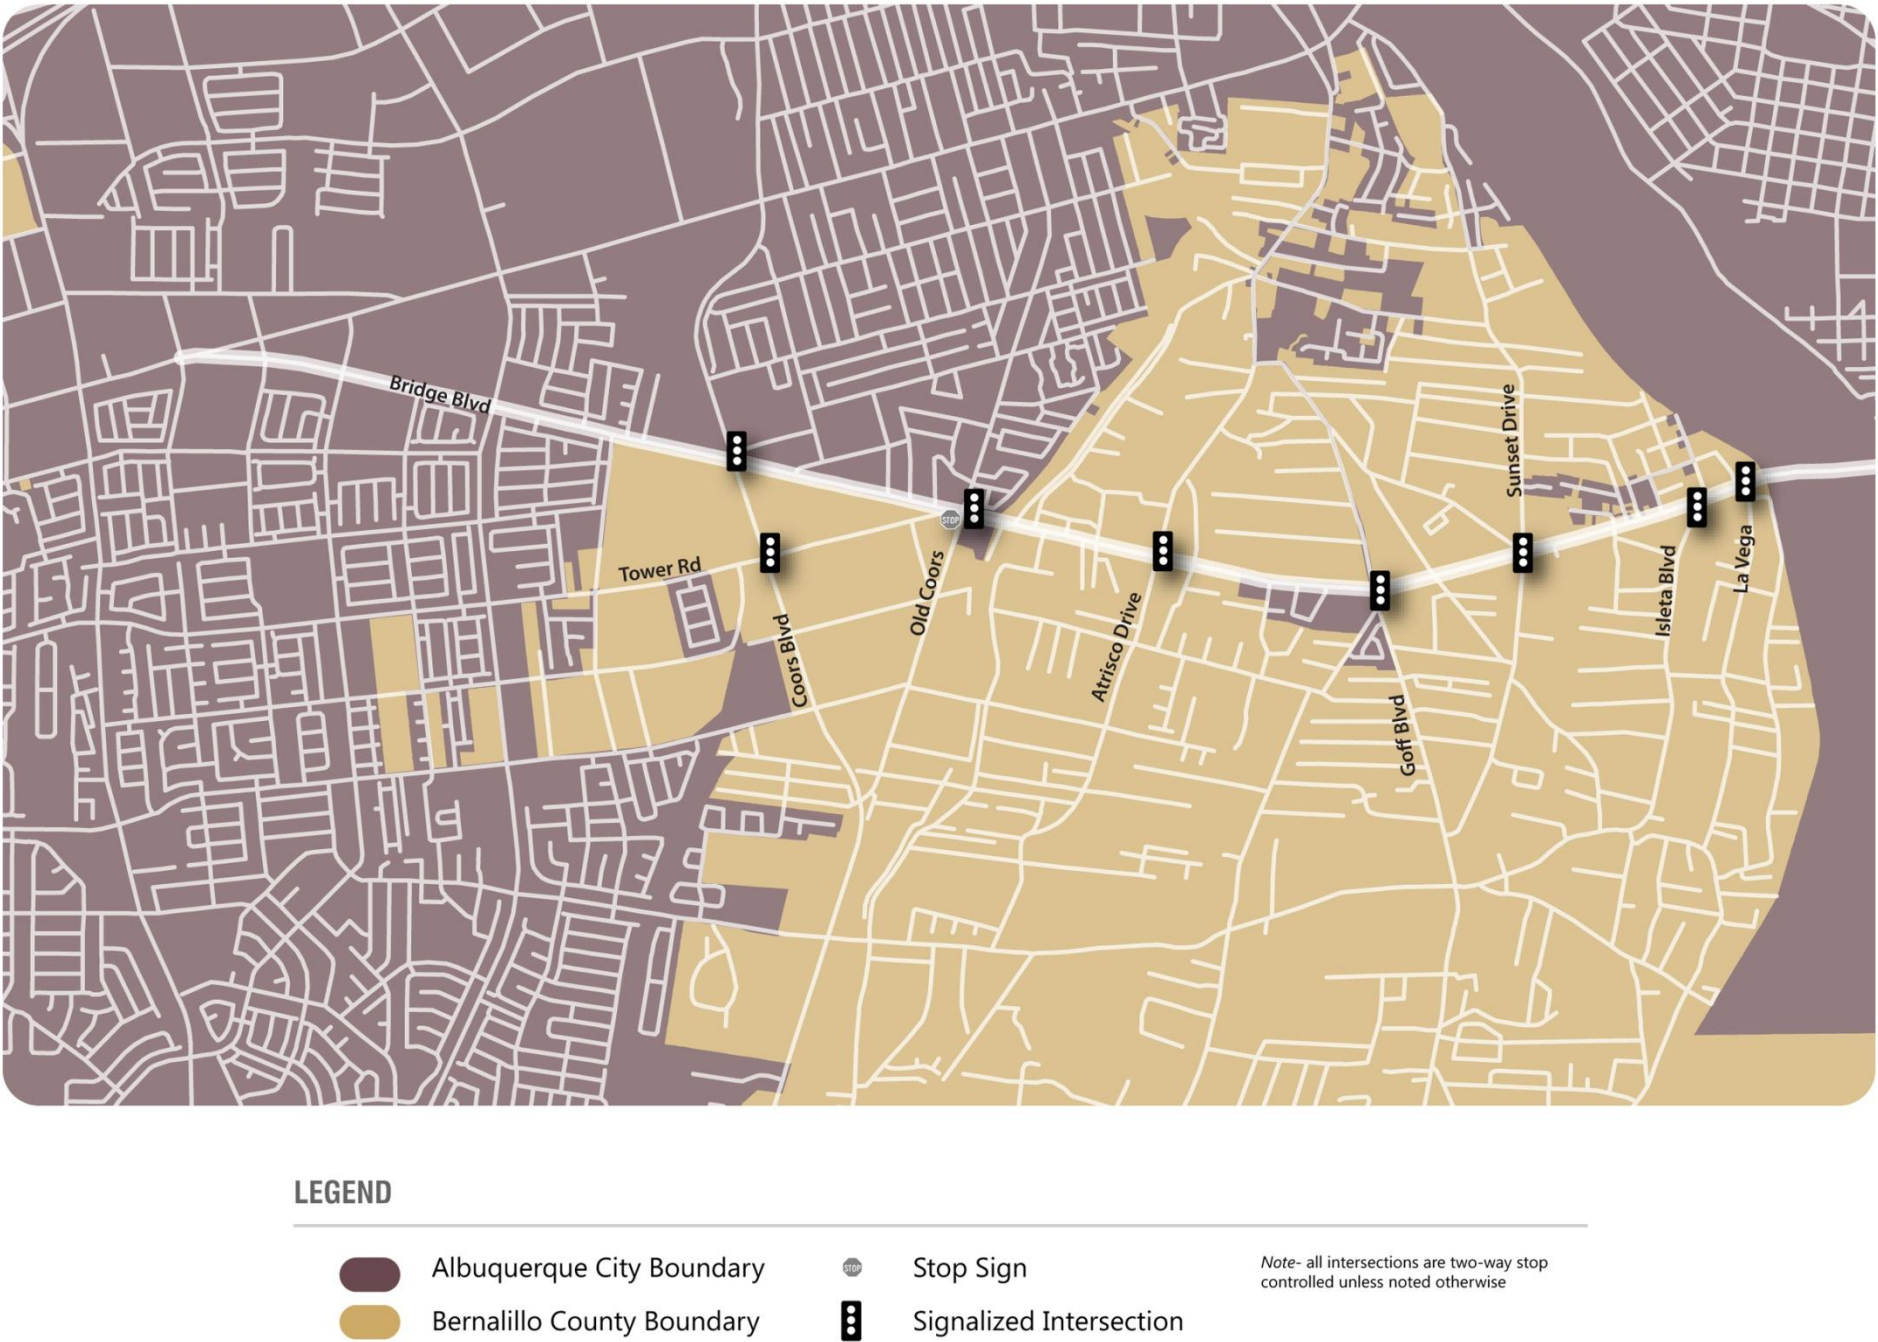 Bridge Blvd
Sunset Drive
Tower Rd
STOP
Old Coors
Isleta Blvd
La Vega
Coors Blvd
Atrisco Drive
Goff Blvd
LEGEND
Albuquerque City Boundary
STOP
Stop Sign
Note- all intersections are two-way stop
controlled unless noted otherwise
Bernalillo County Boundary
Signalized Intersection